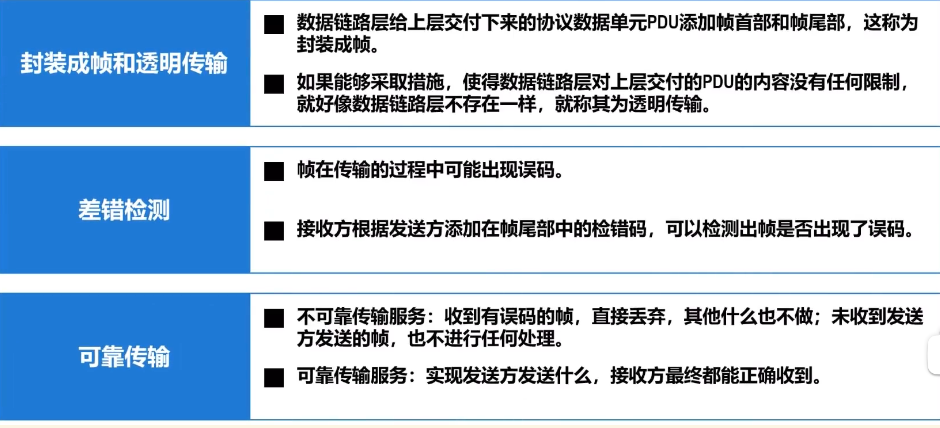 封装成帧和透明传输
■ 数据链路层给上层交付下来的协议数据单元PDU添加帧首部和帧尾部，这称为
封装成帧。
■ 如果能够采取措施，使得数据链路层对上层交付的PDU的内容没有任何限制，
就好像数据链路层不存在一样，就称其为透明传输。
差错检测
■ 帧在传输的过程中可能出现误码。
■ 接收方根据发送方添加在帧尾部中的检错码，可以检测出帧是否出现了误码。
可靠传输
■ 不可靠传输服务：收到有误码的帧，直接丢弃，其他什么也不做；未收到发送
方发送的帧，也不进行任何处理。
■ 可靠传输服务：实现发送方发送什么，接收方最终都能正确收到。